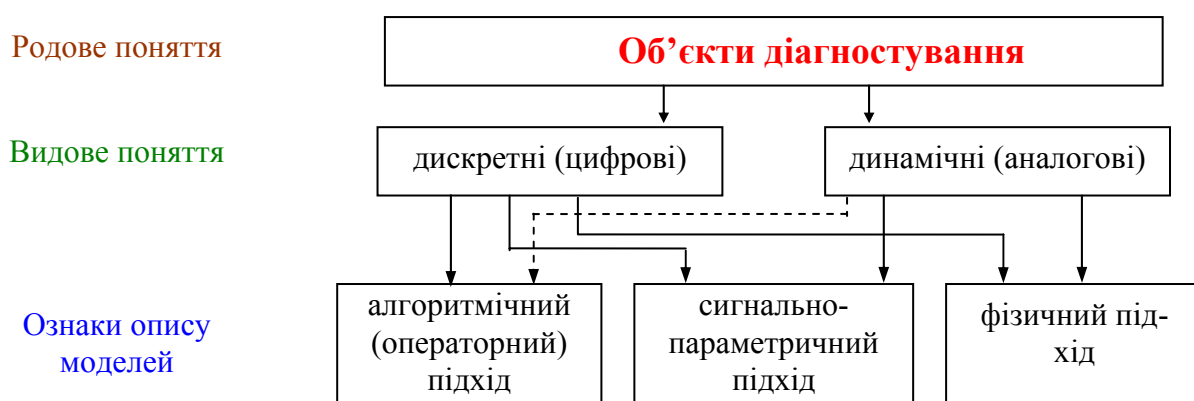 Родове поняття
Об’єкти діагностування
Видове поняття
дискретні (цифрові)
динамічні (аналогові)
Ознаки опису
моделей
алгоритмічний
(операторний)
підхід
сигнально-
параметричний
підхід
фізичний під-
хід